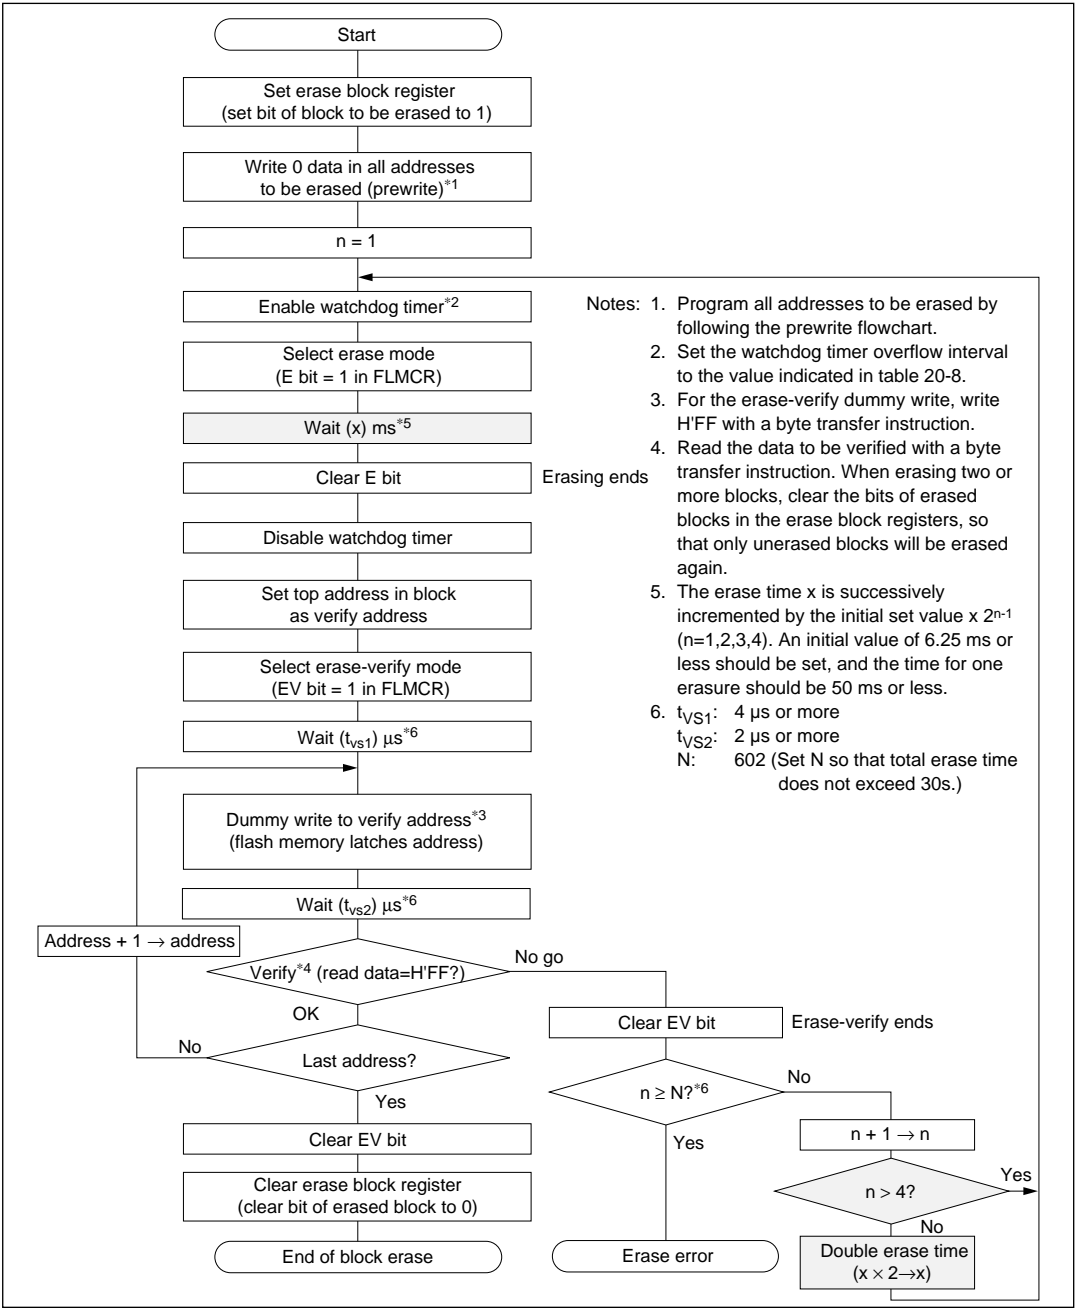 Start
Set erase block register
(set bit of block to be erased to 1)
Write 0 data in all addresses
to be erased (prewrite)*1
n = 1
Enable watchdog timer*2
Select erase mode
(E bit = 1 in FLMCR)
Wait (x) ms*5
Clear E bit
Erasing ends
Disable watchdog timer
Set top address in block
as verify address
Select erase-verify mode
(EV bit = 1 in FLMCR)
Wait (tvs1) μs*6
Dummy write to verify address*3
(flash memory latches address)
Wait (tvs2) μs*6
Address + 1 → address
Verify*4 (read data=H'FF?)
No go
OK
Last address?
No
Yes
Clear EV bit
Clear erase block register
(clear bit of erased block to 0)
End of block erase
Clear EV bit
Erase-verify ends
n ≥ N?*6
No
Yes
Erase error
n + 1 → n
n > 4?
Yes
No
Double erase time
(x × 2→x)
Notes: 1. Program all addresses to be erased by
following the prewrite flowchart.
2. Set the watchdog timer overflow interval
to the value indicated in table 20-8.
3. For the erase-verify dummy write, write
H'FF with a byte transfer instruction.
4. Read the data to be verified with a byte
transfer instruction. When erasing two or
more blocks, clear the bits of erased
blocks in the erase block registers, so
that only unerased blocks will be erased
again.
5. The erase time x is successively
incremented by the initial set value x 2n-1
(n=1,2,3,4). An initial value of 6.25 ms or
less should be set, and the time for one
erasure should be 50 ms or less.
6. tVS1: 4 μs or more
tVS2: 2 μs or more
N: 602 (Set N so that total erase time
does not exceed 30s.)